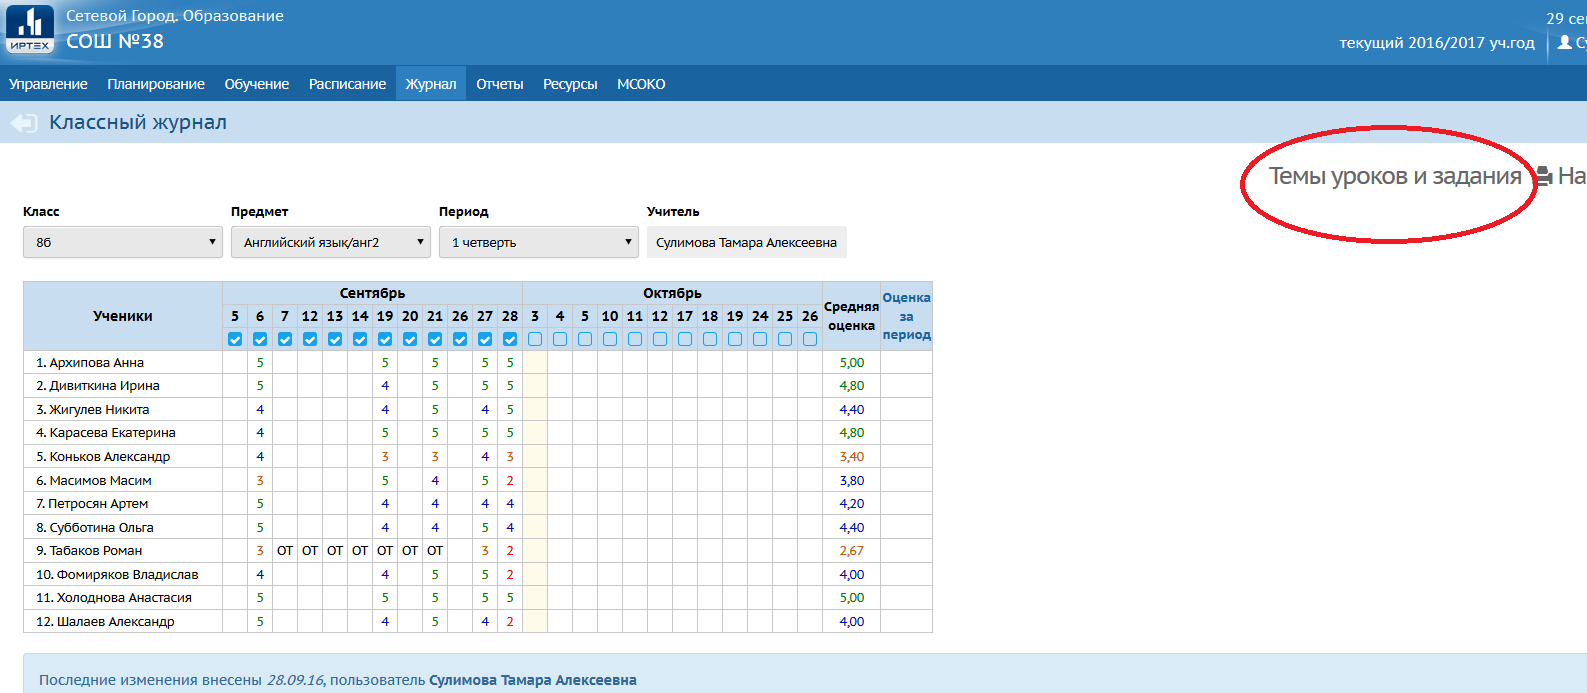 Сетевой Город. Образование
29 сен
ИРТЕХ
СОШ №38
текущий 2016/2017 уч.год
Су
Управление Планирование Обучение Расписание Журнал Отчеты Ресурсы МСОКО
Классный журнал
Темы уроков и задания На
Класс Предмет Период Учитель
8б Английский язык/анг2 1 четверть Сулимова Тамара Алексеевна
Ученики Сентябрь Октябрь Средняя оценка Оценка за период
5 6 7 12 13 14 19 20 21 26 27 28 3 4 5 10 11 12 17 18 19 24 25 26
1. Архипова Анна 5 5 5 5 5 5,00
2. Дивиткина Ирина 5 4 5 5 5 4,80
3. Жигулев Никита 4 4 5 4 5 4,40
4. Карасева Екатерина 4 5 5 5 5 4,80
5. Коньков Александр 4 3 3 4 3 3,40
6. Масимов Масим 3 5 4 5 2 3,80
7. Петросян Артем 5 4 4 4 4 4,20
8. Субботина Ольга 5 4 4 5 4 4,40
9. Табаков Роман 3 ОТ ОТ ОТ ОТ ОТ ОТ ОТ 3 2 2,67
10. Фомиряков Владислав 4 4 5 5 2 4,00
11. Холоднова Анастасия 5 5 5 5 5 5,00
12. Шалаев Александр 5 4 5 4 2 4,00
Последние изменения внесены 28.09.16, пользователь Сулимова Тамара Алексеевна